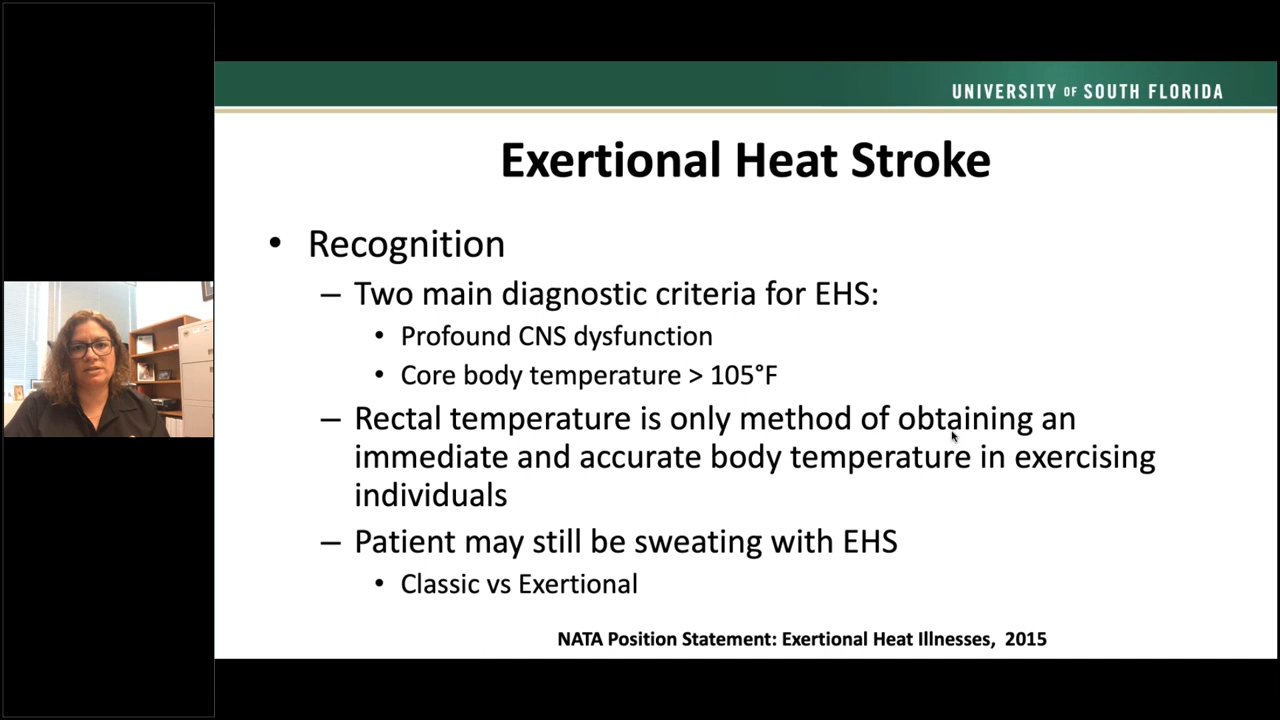 UNIVERSITY OF SOUTH FLORIDA
Exertional Heat Stroke
• Recognition
– Two main diagnostic criteria for EHS:
• Profound CNS dysfunction
• Core body temperature > 105°F
– Rectal temperature is only method of obtaining an
immediate and accurate body temperature in exercising
individuals
– Patient may still be sweating with EHS
• Classic vs Exertional
NATA Position Statement: Exertional Heat Illnesses, 2015